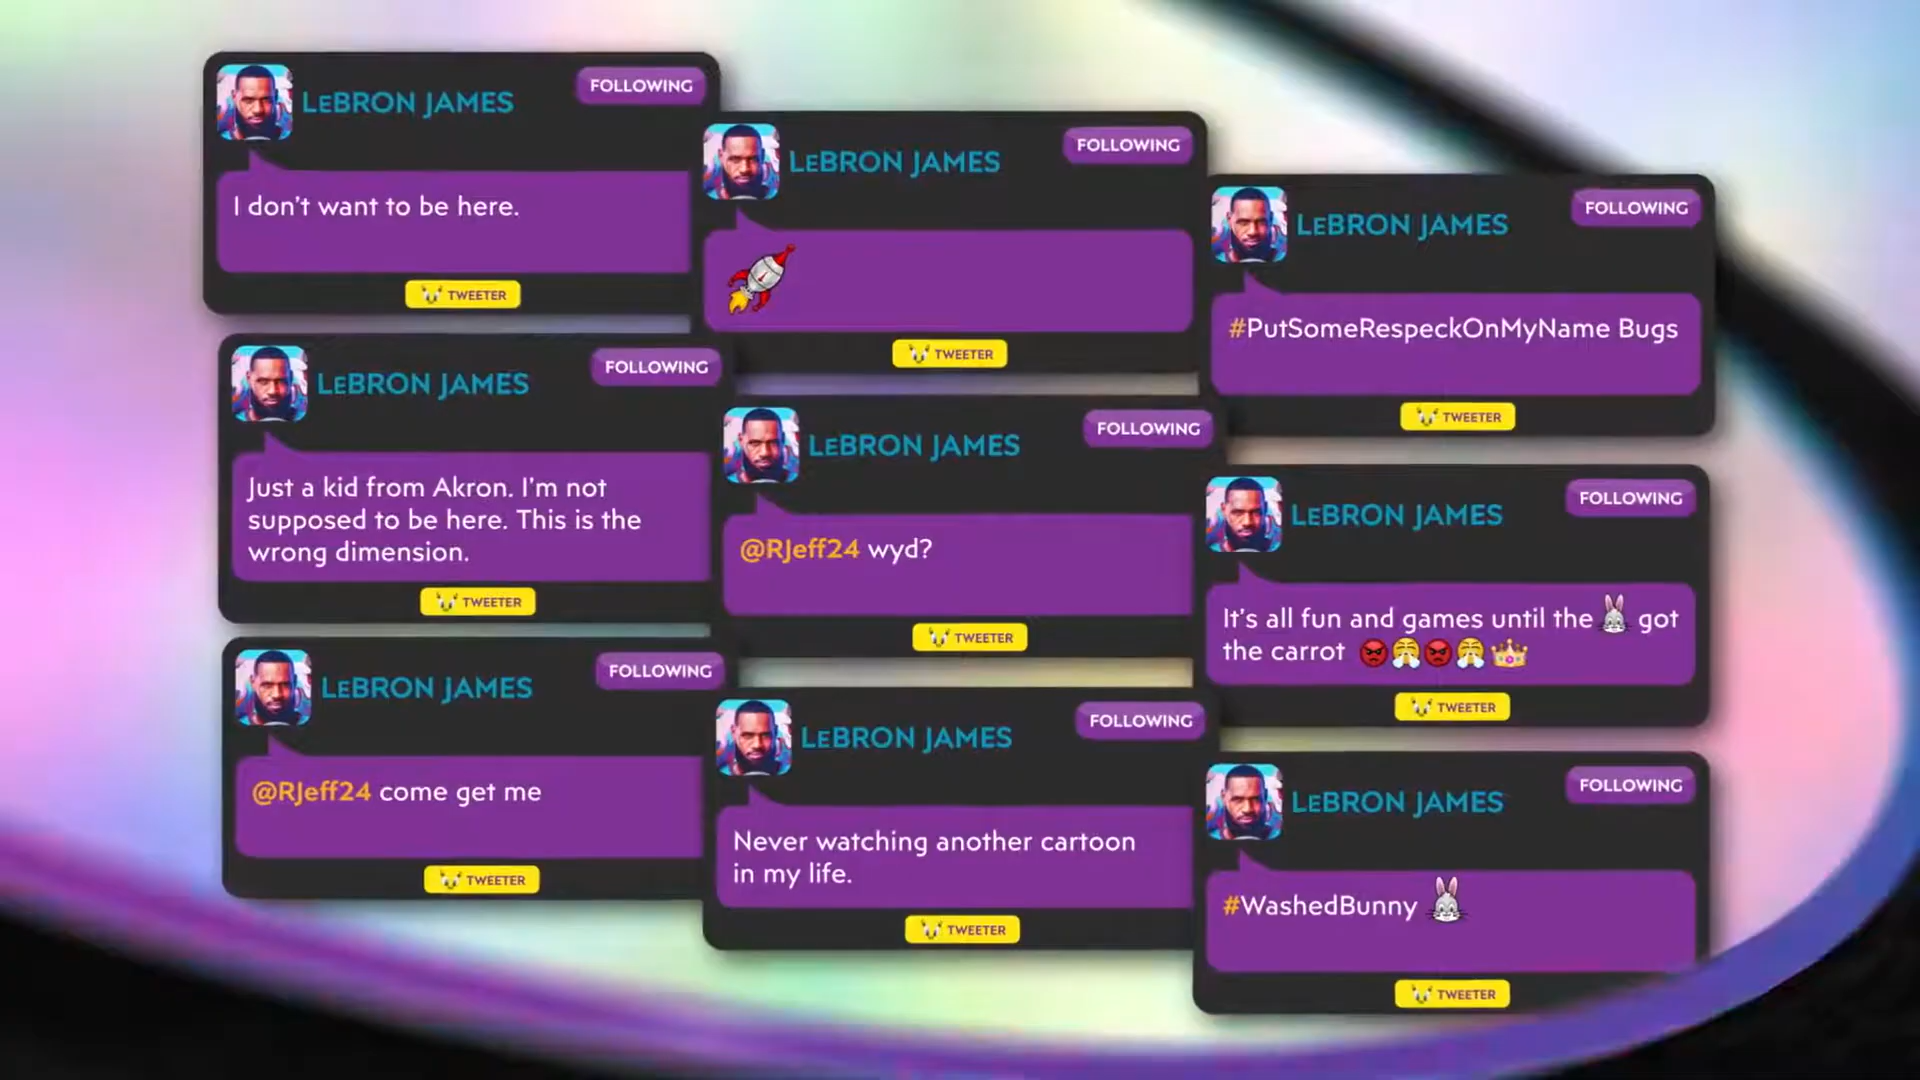 LeBRON JAMES
FOLLOWING
I don't want to be here.
TWEETER
LeBRON JAMES
FOLLOWING
Just a kid from Akron. I'm not
supposed to be here. This is the
wrong dimension.
TWEETER
LeBRON JAMES
FOLLOWING
@RJeff24 come get me
TWEETER
LeBRON JAMES
FOLLOWING
🚀
TWEETER
LeBRON JAMES
FOLLOWING
@RJeff24 wyd?
TWEETER
LeBRON JAMES
FOLLOWING
Never watching another cartoon
in my life.
TWEETER
LeBRON JAMES
FOLLOWING
#PutSomeRespeckOnMyName Bugs
TWEETER
LeBRON JAMES
FOLLOWING
It's all fun and games until the 🐰 got
the carrot 😡😤😡😤👑
TWEETER
LeBRON JAMES
FOLLOWING
#WashedBunny 🐰
TWEETER